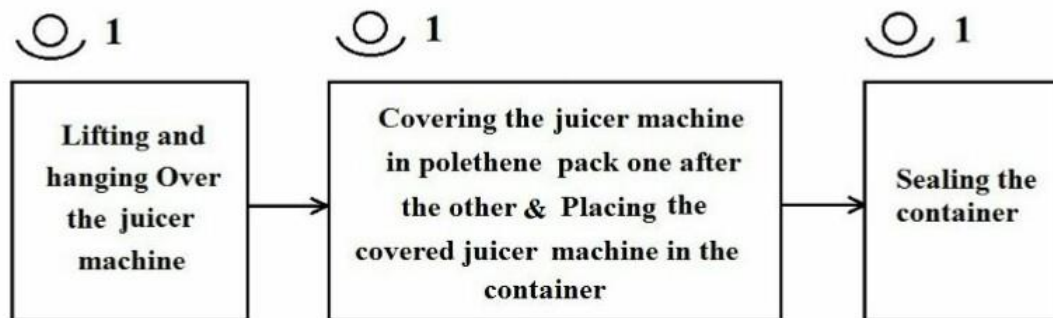 1
1
1
Lifting and
hanging Over
the juicer
machine
Covering the juicer machine
in polethene pack one after
the other & Placing the
covered juicer machine in the
container
Sealing the
container